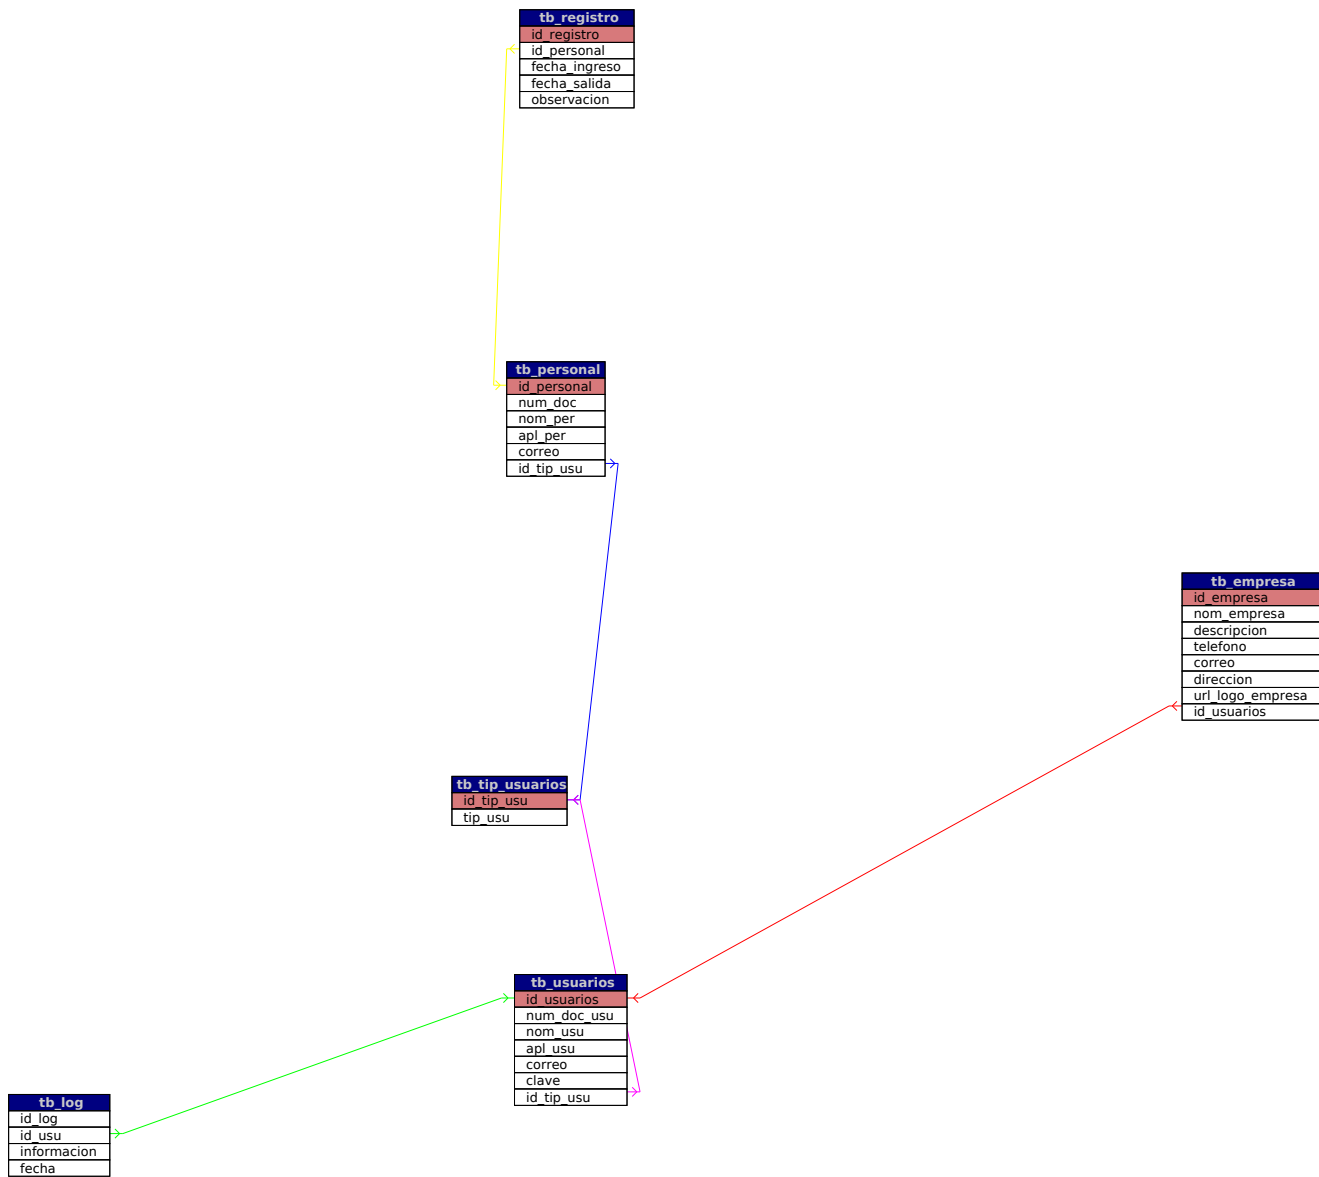 tb_registro
id_registro
id_personal
fecha_ingreso
fecha_salida
observacion
tb_personal
id_personal
num_doc
nom_per
apl_per
correo
id_tip_usu
tb_empresa
id_empresa
nom_empresa
descripcion
telefono
correo
direccion
url_logo_empresa
id_usuarios
tb_tip_usuarios
id_tip_usu
tip_usu
tb_usuarios
id_usuarios
num_doc_usu
nom_usu
apl_usu
correo
clave
id_tip_usu
tb_log
id_log
id_usu
informacion
fecha